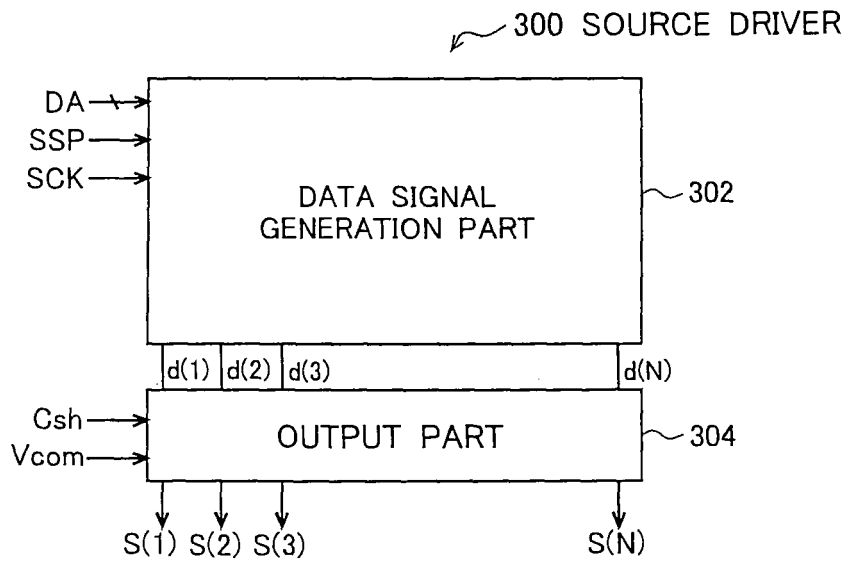 300 SOURCE DRIVER
DA
SSP
SCK
DATA SIGNAL
GENERATION PART
302
d(1) d(2) d(3) d(N)
Csh
Vcom
OUTPUT PART
304
S(1) S(2) S(3) S(N)